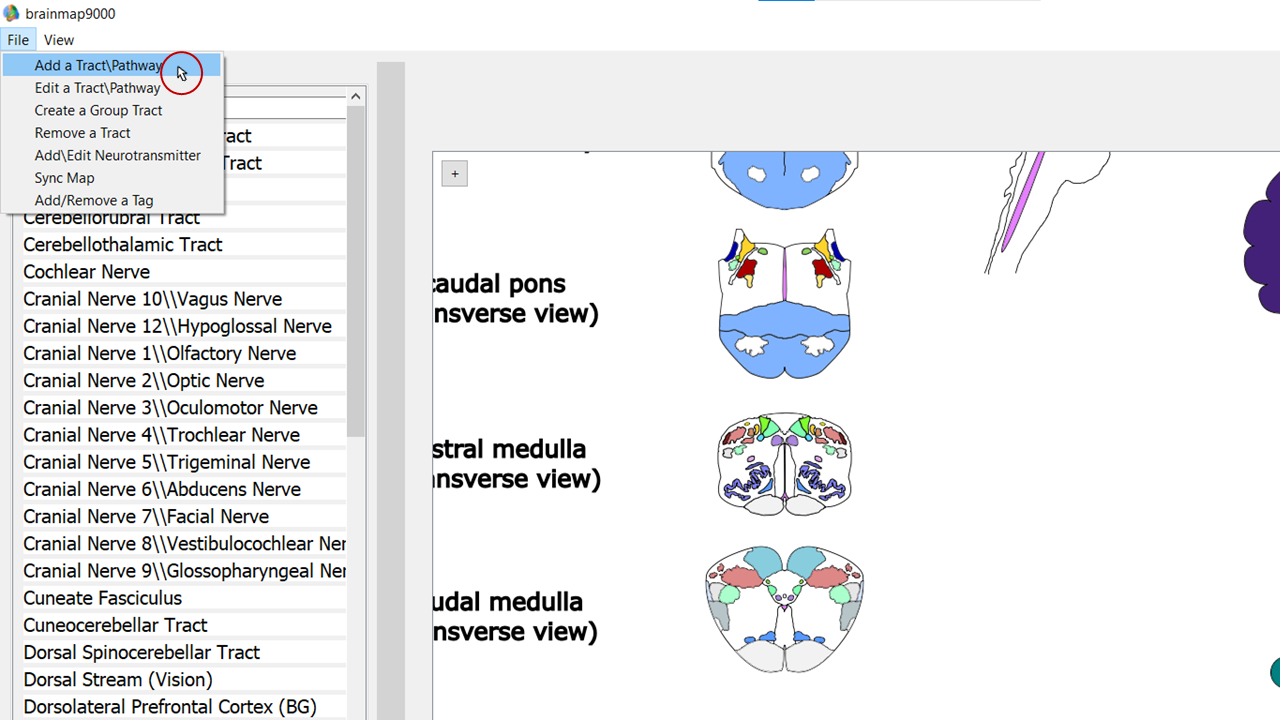 brainmap9000
File View
Add a Tract\Pathway
Edit a Tract\Pathway
Create a Group Tract
Remove a Tract
Add\Edit Neurotransmitter
Sync Map
Add/Remove a Tag
ract
Tract
Cerebellorubral Tract
Cerebellothalamic Tract
Cochlear Nerve
Cranial Nerve 10\\Vagus Nerve
Cranial Nerve 12\\Hypoglossal Nerve
Cranial Nerve 1\\Olfactory Nerve
Cranial Nerve 2\\Optic Nerve
Cranial Nerve 3\\Oculomotor Nerve
Cranial Nerve 4\\Trochlear Nerve
Cranial Nerve 5\\Trigeminal Nerve
Cranial Nerve 6\\Abducens Nerve
Cranial Nerve 7\\Facial Nerve
Cranial Nerve 8\\Vestibulocochlear Ner
Cranial Nerve 9\\Glossopharyngeal Ner
Cuneate Fasciculus
Cuneocerebellar Tract
Dorsal Spinocerebellar Tract
Dorsal Stream (Vision)
Dorsolateral Prefrontal Cortex (BG)
+
caudal pons
nsverse view)
stral medulla
ansverse view)
udal medulla
nsverse view)